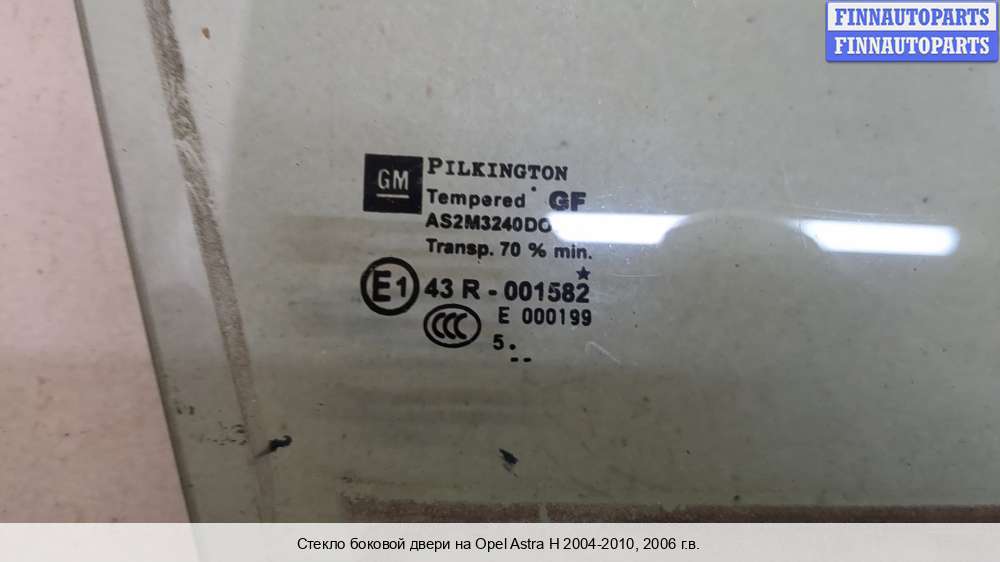 FINNAUTOPARTS
FINNAUTOPARTS
GM
PILKINGTON
Tempered GF
AS2M3240DO
Transp. 70 % min.
E1 43 R - 001582
CCC E 000199
5.
--
Стекло боковой двери на Opel Astra H 2004-2010, 2006 г.в.